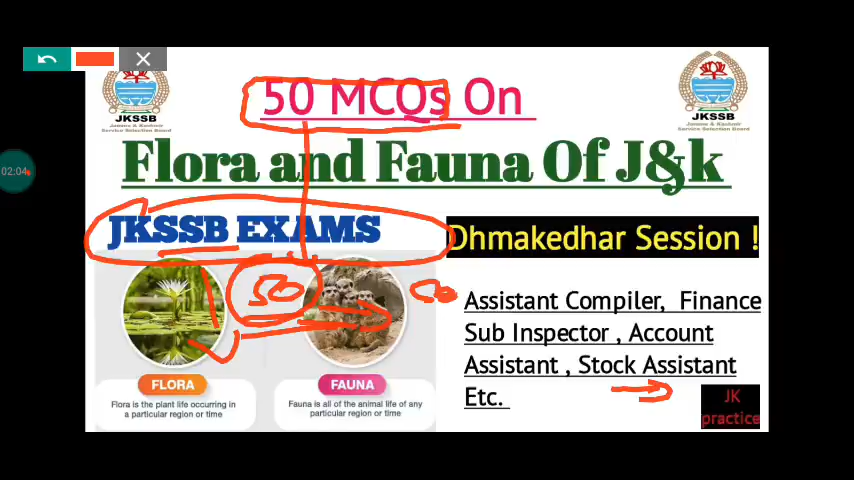 50 MCQs On
JKSSB
Jammu & Kashmir
Service Selection Board
JKSSB
Jammu & Kashmir
Service Selection Board
Flora and Fauna Of J&k
02:04
JKSSB EXAMS
Dhmakedhar Session !
50
Assistant Compiler, Finance
Sub Inspector , Account
Assistant , Stock Assistant
Etc.
FLORA
Flora is the plant life occurring in
a particular region or time
FAUNA
Fauna is all of the animal life of any
particular region or time
JK
practice